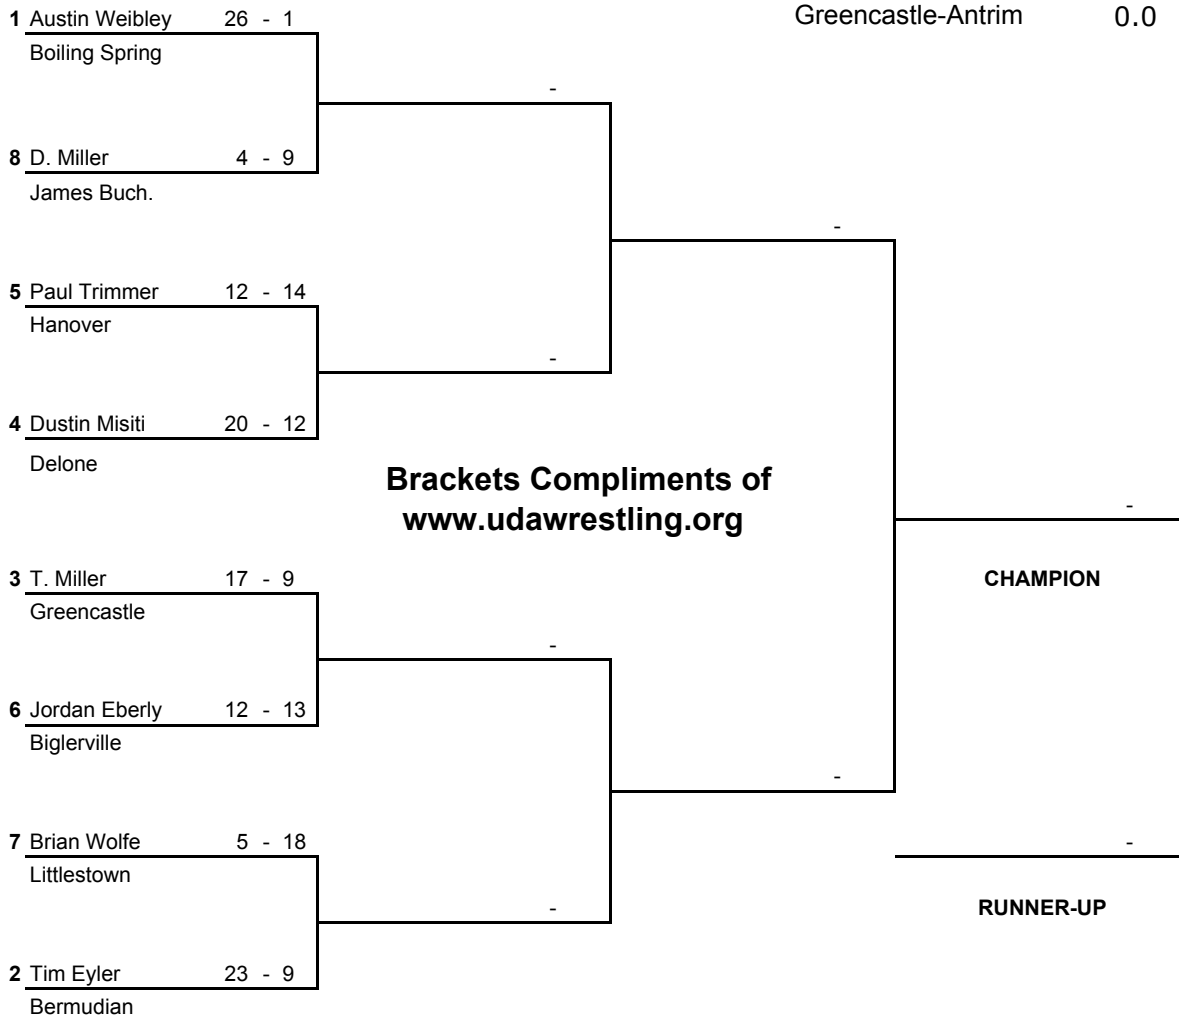 1 Austin Weibley 26 - 1
Boiling Spring
Greencastle-Antrim 0.0
-
8 D. Miller 4 - 9
James Buch.
-
5 Paul Trimmer 12 - 14
Hanover
-
4 Dustin Misiti 20 - 12
Delone
Brackets Compliments of
www.udawrestling.org
-
CHAMPION
3 T. Miller 17 - 9
Greencastle
-
6 Jordan Eberly 12 - 13
Biglerville
-
7 Brian Wolfe 5 - 18
Littlestown
-
RUNNER-UP
-
2 Tim Eyler 23 - 9
Bermudian